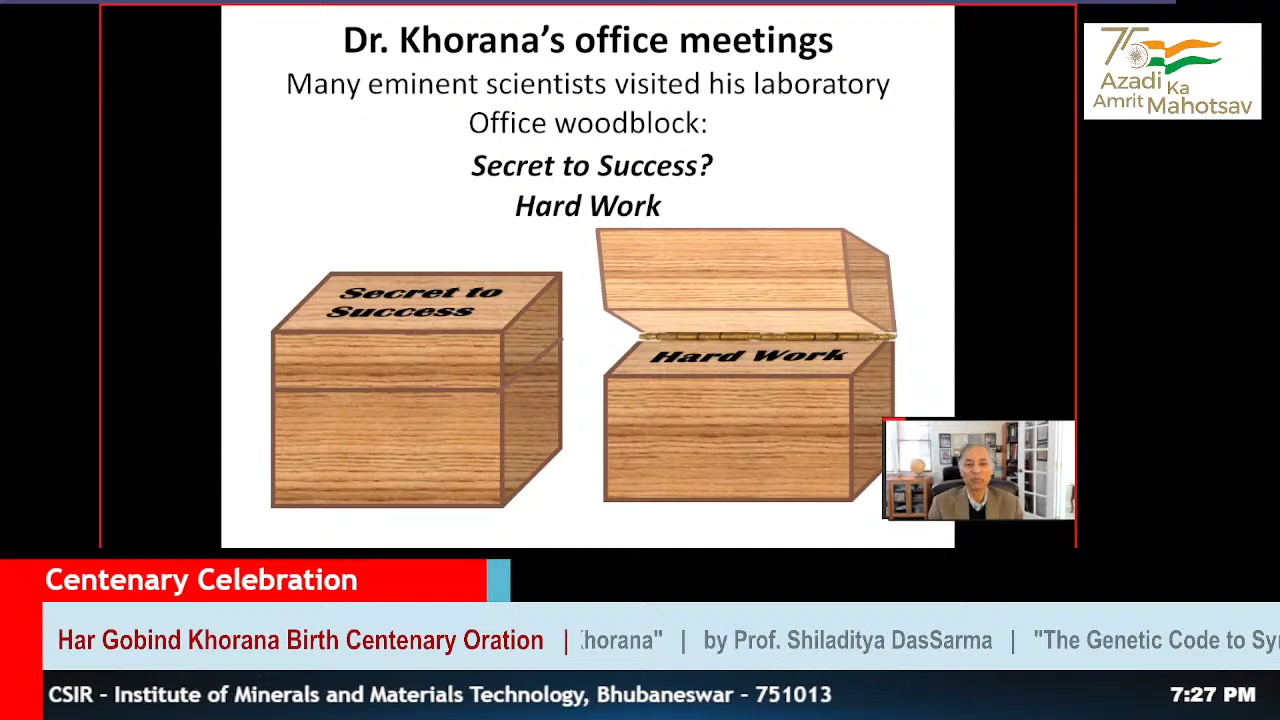 Dr. Khorana's office meetings
Many eminent scientists visited his laboratory
Office woodblock:
Secret to Success?
Hard Work
Secret to
Success
Hard Work
75
Azadi
Ka
Amrit Mahotsav
Centenary Celebration
Har Gobind Khorana Birth Centenary Oration | Khorana" | by Prof. Shiladitya DasSarma | "The Genetic Code to
CSIR - Institute of Minerals and Materials Technology, Bhubaneswar - 751013
7:27 PM